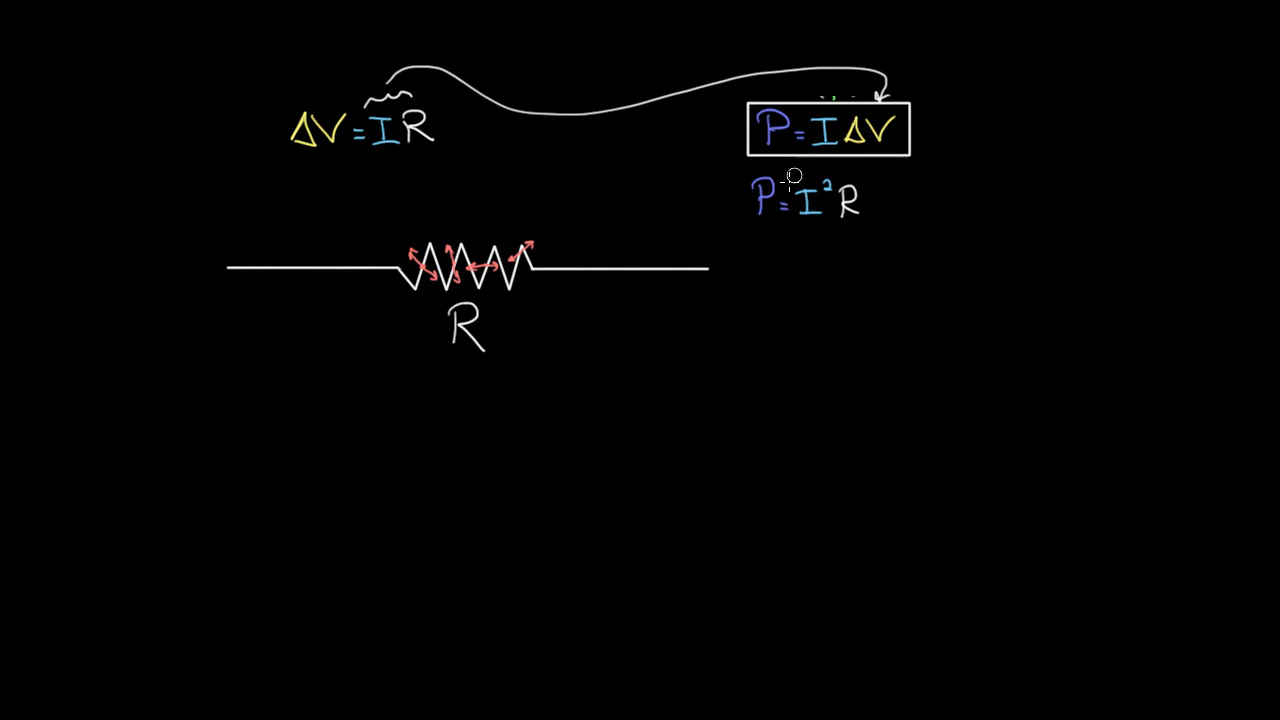 ΔV = IR
P = IΔV
P = I²R
R